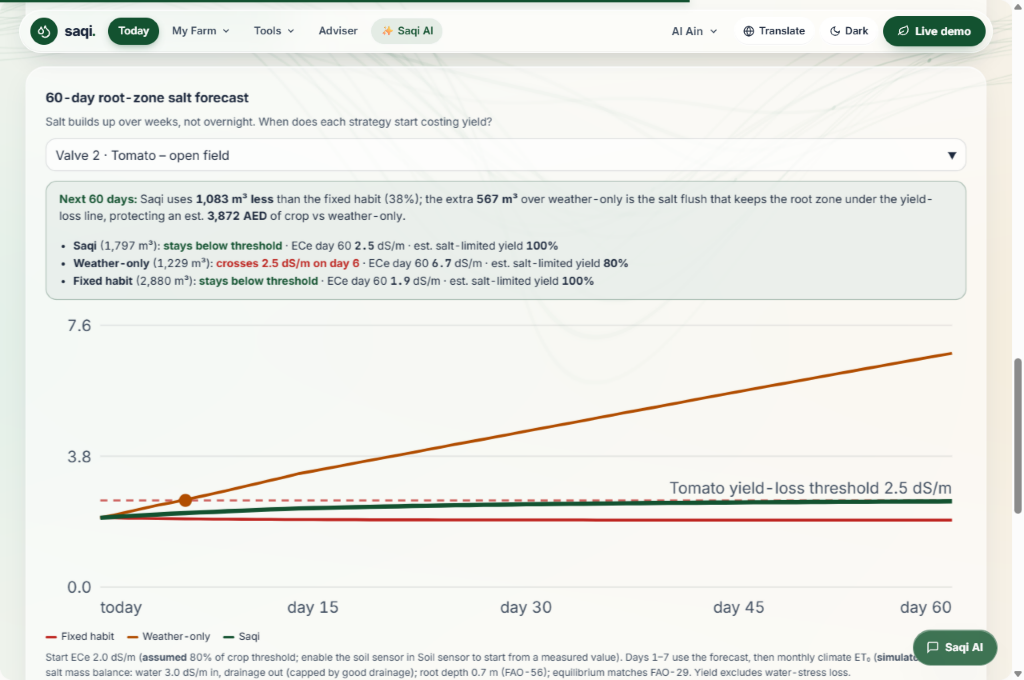 saqi. Today My Farm Tools Adviser ✨ Saqi AI Al Ain Translate Dark Live demo
60-day root-zone salt forecast
Salt builds up over weeks, not overnight. When does each strategy start costing yield?
Valve 2 · Tomato – open field
Next 60 days: Saqi uses 1,083 m³ less than the fixed habit (38%); the extra 567 m³ over weather-only is the salt flush that keeps the root zone under the yield-
loss line, protecting an est. 3,872 AED of crop vs weather-only.
• Saqi (1,797 m³): stays below threshold · ECe day 60 2.5 dS/m · est. salt-limited yield 100%
• Weather-only (1,229 m³): crosses 2.5 dS/m on day 6 · ECe day 60 6.7 dS/m · est. salt-limited yield 80%
• Fixed habit (2,880 m³): stays below threshold · ECe day 60 1.9 dS/m · est. salt-limited yield 100%
7.6
3.8
Tomato yield-loss threshold 2.5 dS/m
0.0
today day 15 day 30 day 45 day 60
Fixed habit Weather-only Saqi
Saqi AI
Start ECe 2.0 dS/m (assumed 80% of crop threshold; enable the soil sensor in Soil sensor to start from a measured value). Days 1–7 use the forecast, then monthly climate ET₀
salt mass balance: water 3.0 dS/m in, drainage out (capped by good drainage); root depth 0.7 m (FAO-56); equilibrium matches FAO-29. Yield excludes water-stress loss.